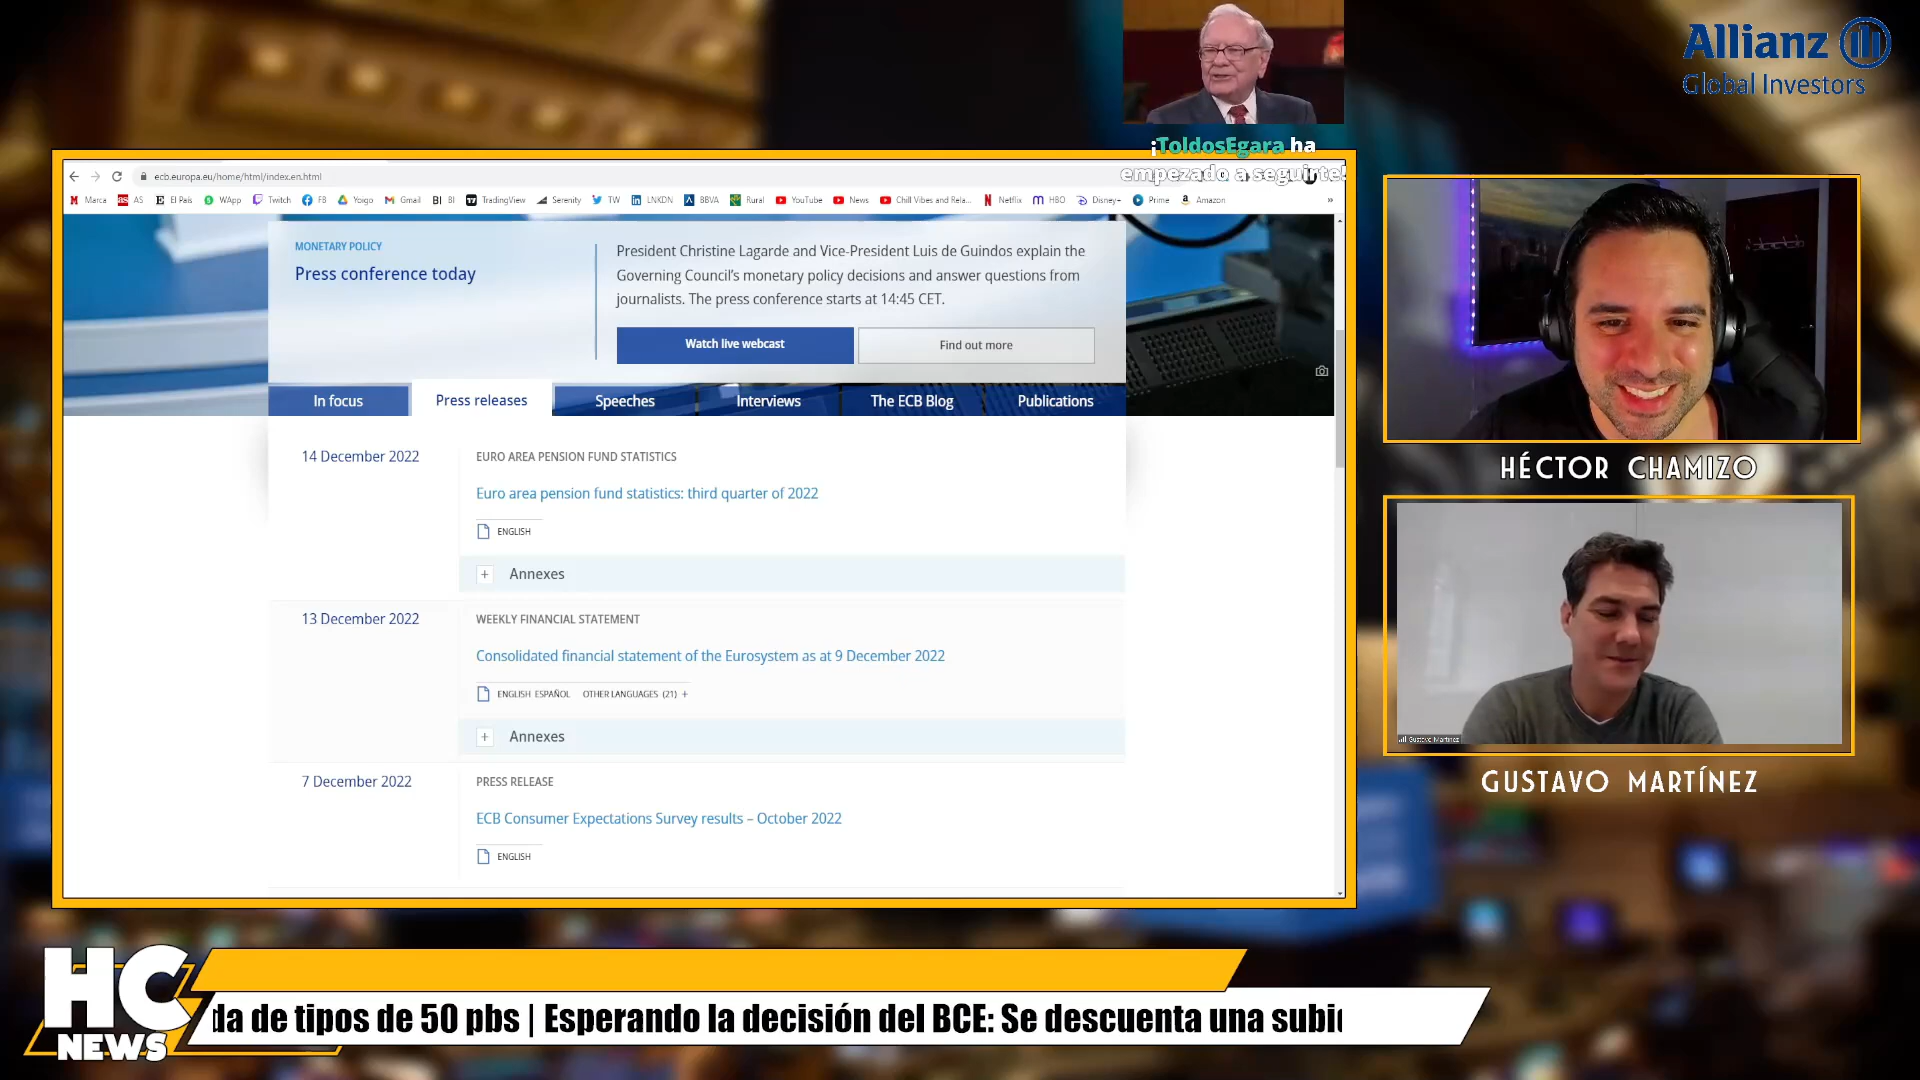 Allianz
Global Investors
¡ToldosEgara ha
empezado a seguirte!
ecb.europa.eu/home/html/index.en.html
Marca AS El País WApp Twitch FB Yoigo Gmail BI BI TradingView Serenity TW LNKDN BBVA Rural YouTube News Chill Vibes and Rela... Netflix HBO Disney+ Prime Amazon »
MONETARY POLICY
Press conference today
President Christine Lagarde and Vice-President Luis de Guindos explain the
Governing Council's monetary policy decisions and answer questions from
journalists. The press conference starts at 14:45 CET.
Watch live webcast
Find out more
In focus
Press releases
Speeches
Interviews
The ECB Blog
Publications
14 December 2022
EURO AREA PENSION FUND STATISTICS
Euro area pension fund statistics: third quarter of 2022
ENGLISH
+ Annexes
13 December 2022
WEEKLY FINANCIAL STATEMENT
Consolidated financial statement of the Eurosystem as at 9 December 2022
ENGLISH ESPAÑOL OTHER LANGUAGES (21) +
+ Annexes
7 December 2022
PRESS RELEASE
ECB Consumer Expectations Survey results – October 2022
ENGLISH
HÉCTOR CHAMIZO
Gustavo Martinez
GUSTAVO MARTÍNEZ
HC
NEWS
da de tipos de 50 pbs | Esperando la decisión del BCE: Se descuenta una subi